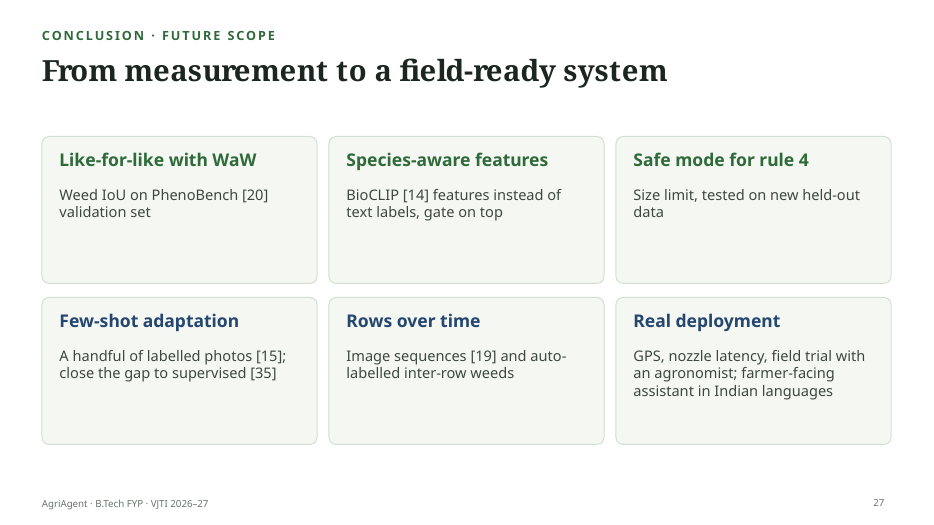 CONCLUSION · FUTURE SCOPE
From measurement to a field-ready system
Like-for-like with WaW
Weed IoU on PhenoBench [20]
validation set
Species-aware features
BioCLIP [14] features instead of
text labels, gate on top
Safe mode for rule 4
Size limit, tested on new held-out
data
Few-shot adaptation
A handful of labelled photos [15];
close the gap to supervised [35]
Rows over time
Image sequences [19] and auto-
labelled inter-row weeds
Real deployment
GPS, nozzle latency, field trial with
an agronomist; farmer-facing
assistant in Indian languages
AgriAgent · B.Tech FYP · VJTI 2026–27
27